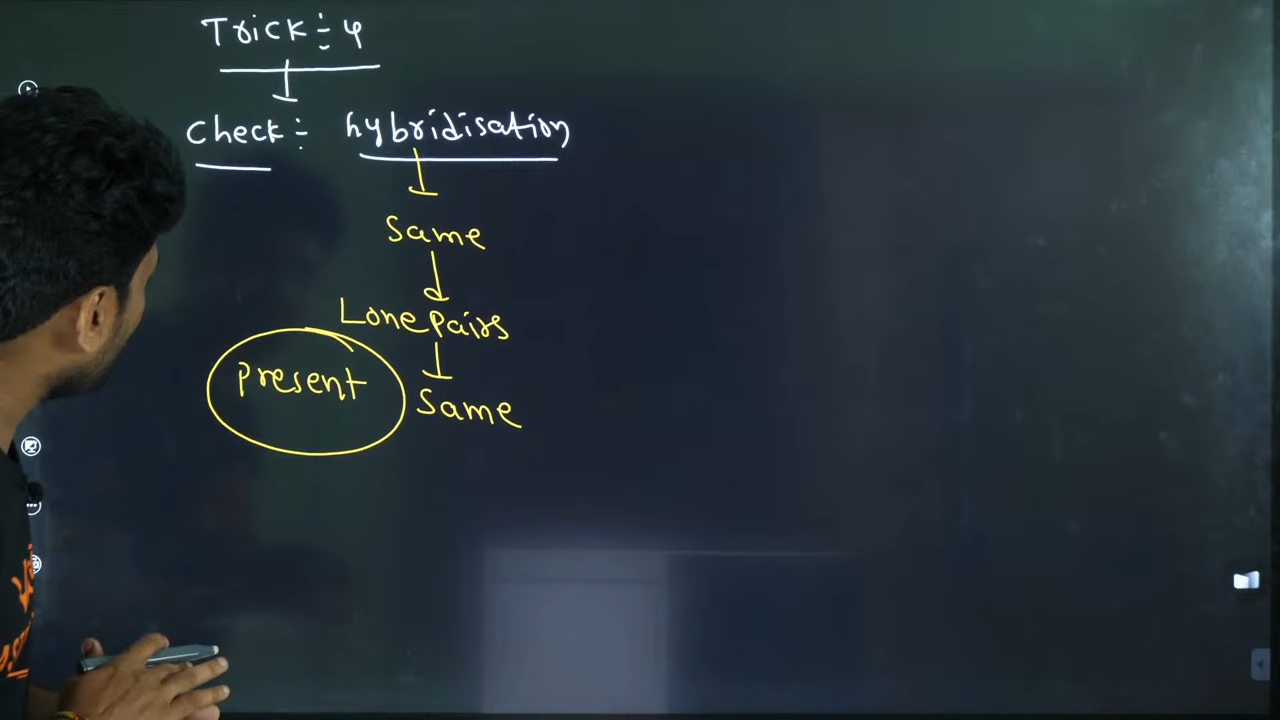 Trick :- 4
Check :- hybridisation
Same
Lone pairs
Present Same